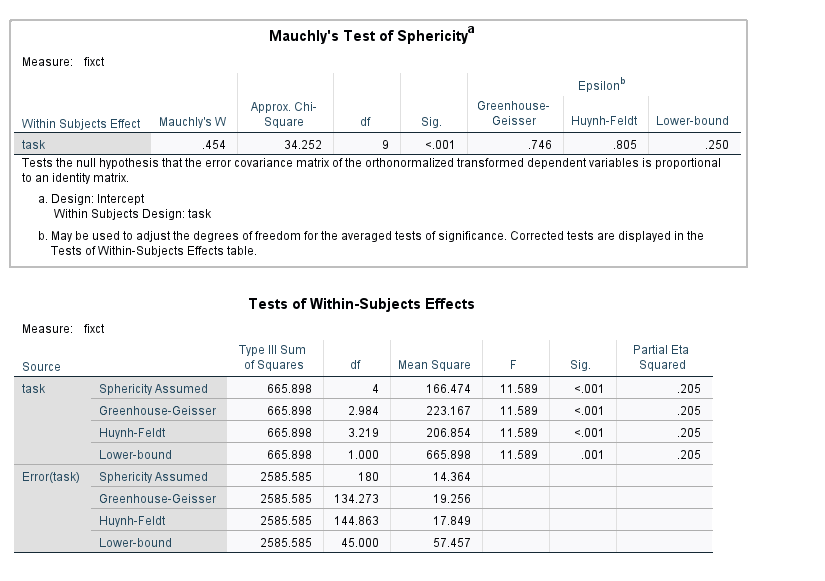 Mauchly's Test of Sphericity^a
Measure: fixct
Epsilon^b
Within Subjects Effect Mauchly's W Approx. Chi-Square df Sig. Greenhouse-Geisser Huynh-Feldt Lower-bound
task .454 34.252 9 <.001 .746 .805 .250
Tests the null hypothesis that the error covariance matrix of the orthonormalized transformed dependent variables is proportional
to an identity matrix.
a. Design: Intercept
Within Subjects Design: task
b. May be used to adjust the degrees of freedom for the averaged tests of significance. Corrected tests are displayed in the
Tests of Within-Subjects Effects table.
Tests of Within-Subjects Effects
Measure: fixct
Source Type III Sum of Squares df Mean Square F Sig. Partial Eta Squared
task Sphericity Assumed 665.898 4 166.474 11.589 <.001 .205
Greenhouse-Geisser 665.898 2.984 223.167 11.589 <.001 .205
Huynh-Feldt 665.898 3.219 206.854 11.589 <.001 .205
Lower-bound 665.898 1.000 665.898 11.589 .001 .205
Error(task) Sphericity Assumed 2585.585 180 14.364
Greenhouse-Geisser 2585.585 134.273 19.256
Huynh-Feldt 2585.585 144.863 17.849
Lower-bound 2585.585 45.000 57.457